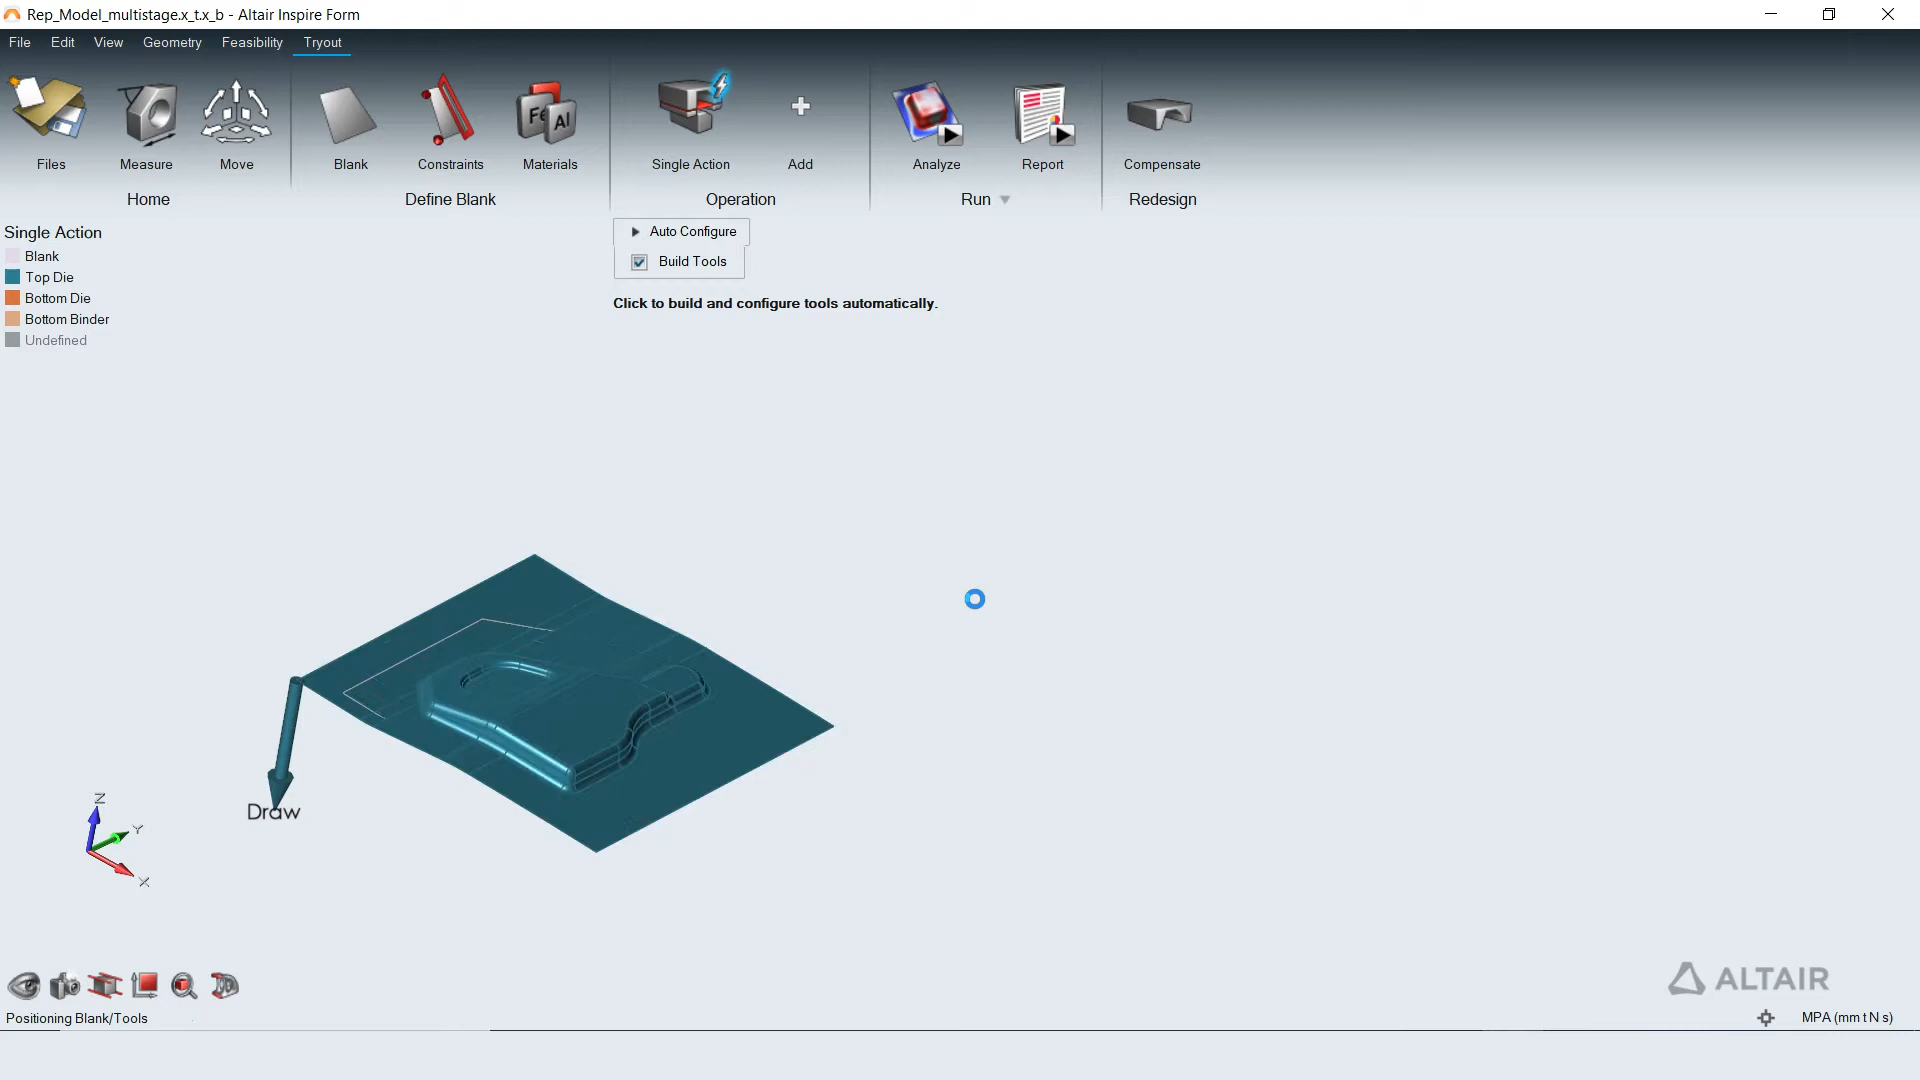 Rep_Model_multistage.x_t.x_b - Altair Inspire Form
File Edit View Geometry Feasibility Tryout
Fe Al
Files Measure Move Blank Constraints Materials Single Action Add Analyze Report Compensate
Home Define Blank Operation Run Redesign
Single Action
Blank
Top Die
Bottom Die
Bottom Binder
Undefined
Auto Configure
Build Tools
Click to build and configure tools automatically.
Draw
Z
Y
X
ALTAIR
Positioning Blank/Tools
MPA (mm t N s)